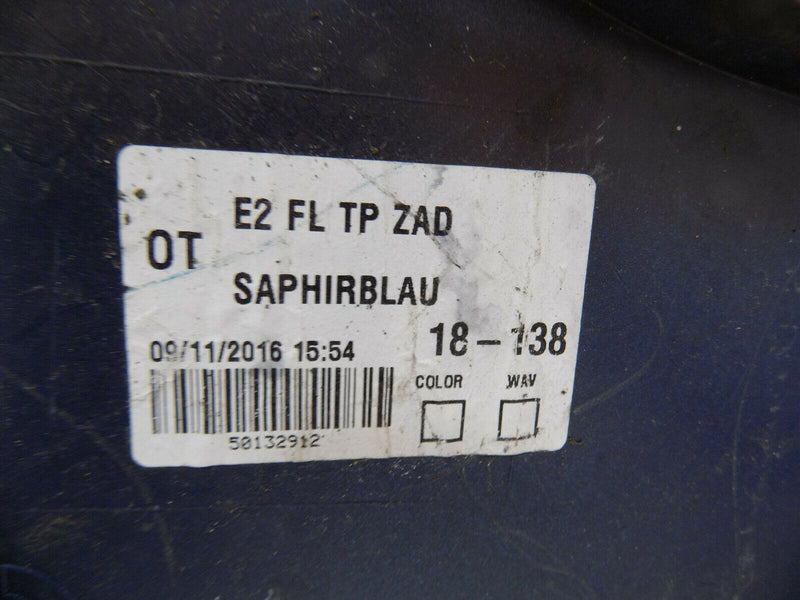 E2 FL TP ZAD
OT
SAPHIRBLAU
09/11/2016 15:54
18-138
COLOR WAV
50132912